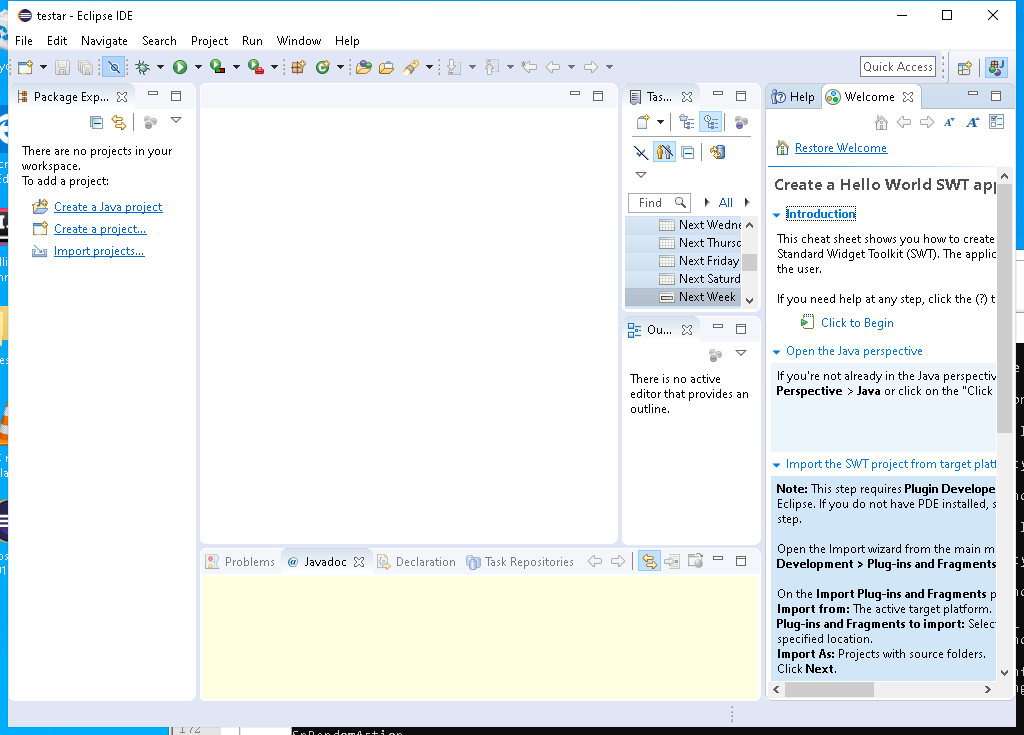 testar - Eclipse IDE
File Edit Navigate Search Project Run Window Help
Quick Access
Package Exp...
There are no projects in your
workspace.
To add a project:
Create a Java project
Create a project...
Import projects...
Tas...
Find
All
Next Wedne
Next Thursd
Next Friday
Next Saturd
Next Week
Ou...
There is no active
editor that provides an
outline.
Help Welcome
Restore Welcome
Create a Hello World SWT app
Introduction
This cheat sheet shows you how to create
Standard Widget Toolkit (SWT). The applic
the user.
If you need help at any step, click the (?) t
Click to Begin
Open the Java perspective
If you're not already in the Java perspectiv
Perspective > Java or click on the "Click
Import the SWT project from target platf
Note: This step requires Plugin Develope
Eclipse. If you do not have PDE installed, s
step.
Open the Import wizard from the main m
Development > Plug-ins and Fragments
On the Import Plug-ins and Fragments p
Import from: The active target platform.
Plug-ins and Fragments to import: Selec
specified location.
Import As: Projects with source folders.
Click Next.
Problems @ Javadoc Declaration Task Repositories
172